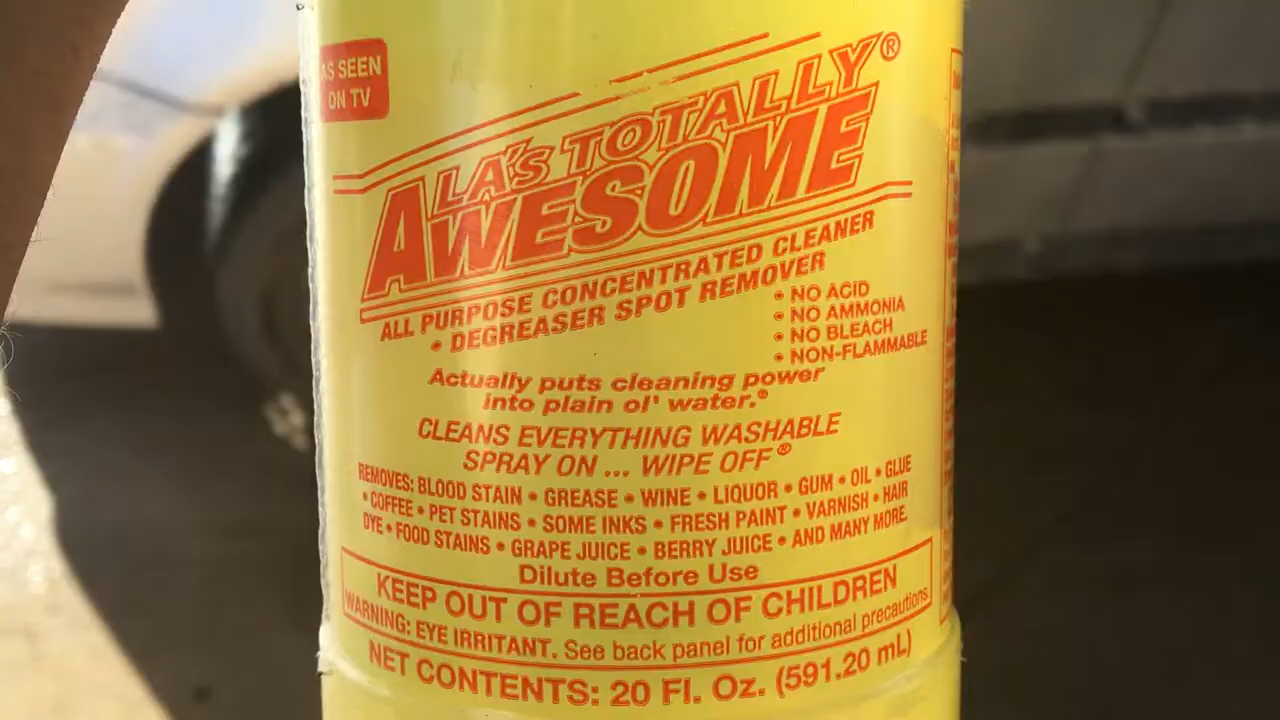 AS SEEN
ON TV
LA'S TOTALLY®
AWESOME
ALL PURPOSE CONCENTRATED CLEANER
• DEGREASER SPOT REMOVER
• NO ACID
• NO AMMONIA
• NO BLEACH
• NON-FLAMMABLE
Actually puts cleaning power
into plain ol' water.®
CLEANS EVERYTHING WASHABLE
SPRAY ON ... WIPE OFF®
REMOVES: BLOOD STAIN • GREASE • WINE • LIQUOR • GUM • OIL • GLUE
• COFFEE • PET STAINS • SOME INKS • FRESH PAINT • VARNISH • HAIR
DYE • FOOD STAINS • GRAPE JUICE • BERRY JUICE • AND MANY MORE.
Dilute Before Use
KEEP OUT OF REACH OF CHILDREN
WARNING: EYE IRRITANT. See back panel for additional precautions.
NET CONTENTS: 20 Fl. Oz. (591.20 mL)